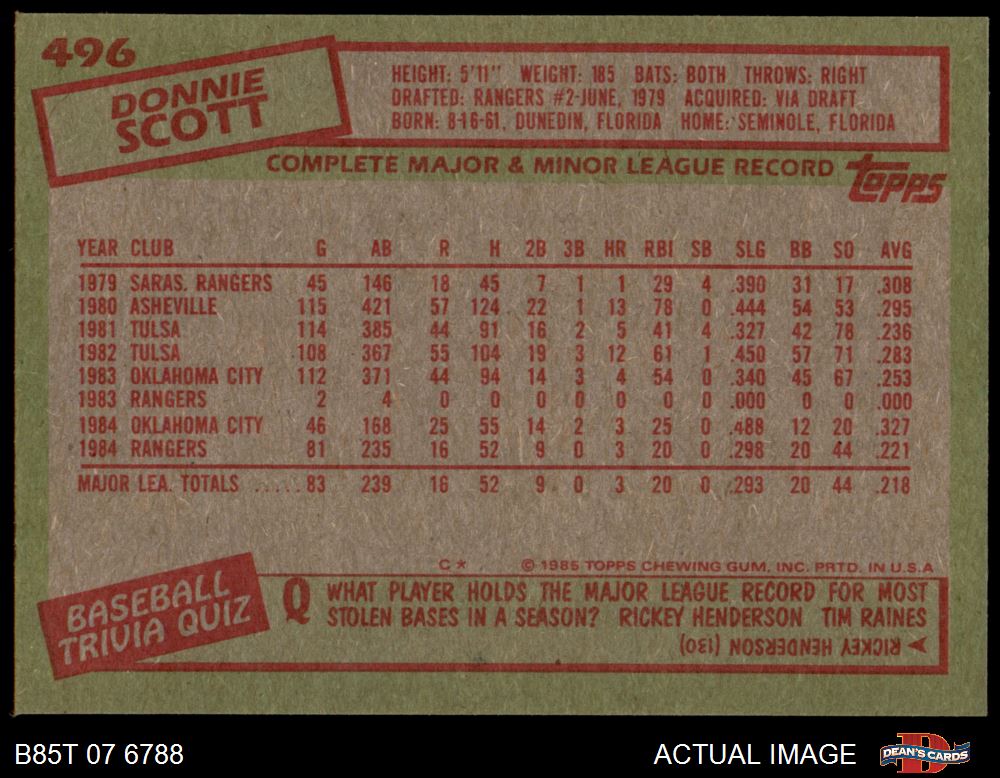 496
DONNIE
SCOTT
HEIGHT: 5'11" WEIGHT: 185 BATS: BOTH THROWS: RIGHT
DRAFTED: RANGERS #2-JUNE, 1979 ACQUIRED: VIA DRAFT
BORN: 8-16-61, DUNEDIN, FLORIDA HOME: SEMINOLE, FLORIDA
COMPLETE MAJOR & MINOR LEAGUE RECORD
topps
YEAR CLUB G AB R H 2B 3B HR RBI SB SLG BB SO AVG
1979 SARAS. RANGERS 45 146 18 45 7 1 1 29 4 .390 31 17 .308
1980 ASHEVILLE 115 421 57 124 22 1 13 78 0 .444 54 53 .295
1981 TULSA 114 385 44 91 16 2 5 41 4 .327 42 78 .236
1982 TULSA 108 367 55 104 19 3 12 61 1 .450 57 71 .283
1983 OKLAHOMA CITY 112 371 44 94 14 3 4 54 0 .340 45 67 .253
1983 RANGERS 2 4 0 0 0 0 0 0 0 .000 0 0 .000
1984 OKLAHOMA CITY 46 168 25 55 14 2 3 25 0 .488 12 20 .327
1984 RANGERS 81 235 16 52 9 0 3 20 0 .298 20 44 .221
MAJOR LEA. TOTALS ..... 83 239 16 52 9 0 3 20 0 .293 20 44 .218
C* © 1985 TOPPS CHEWING GUM, INC. PRTD. IN U.S.A
BASEBALL
TRIVIA QUIZ
Q WHAT PLAYER HOLDS THE MAJOR LEAGUE RECORD FOR MOST
STOLEN BASES IN A SEASON? RICKEY HENDERSON TIM RAINES
RICKEY HENDERSON (130)
B85T 07 6788
ACTUAL IMAGE
D
DEAN'S CARDS